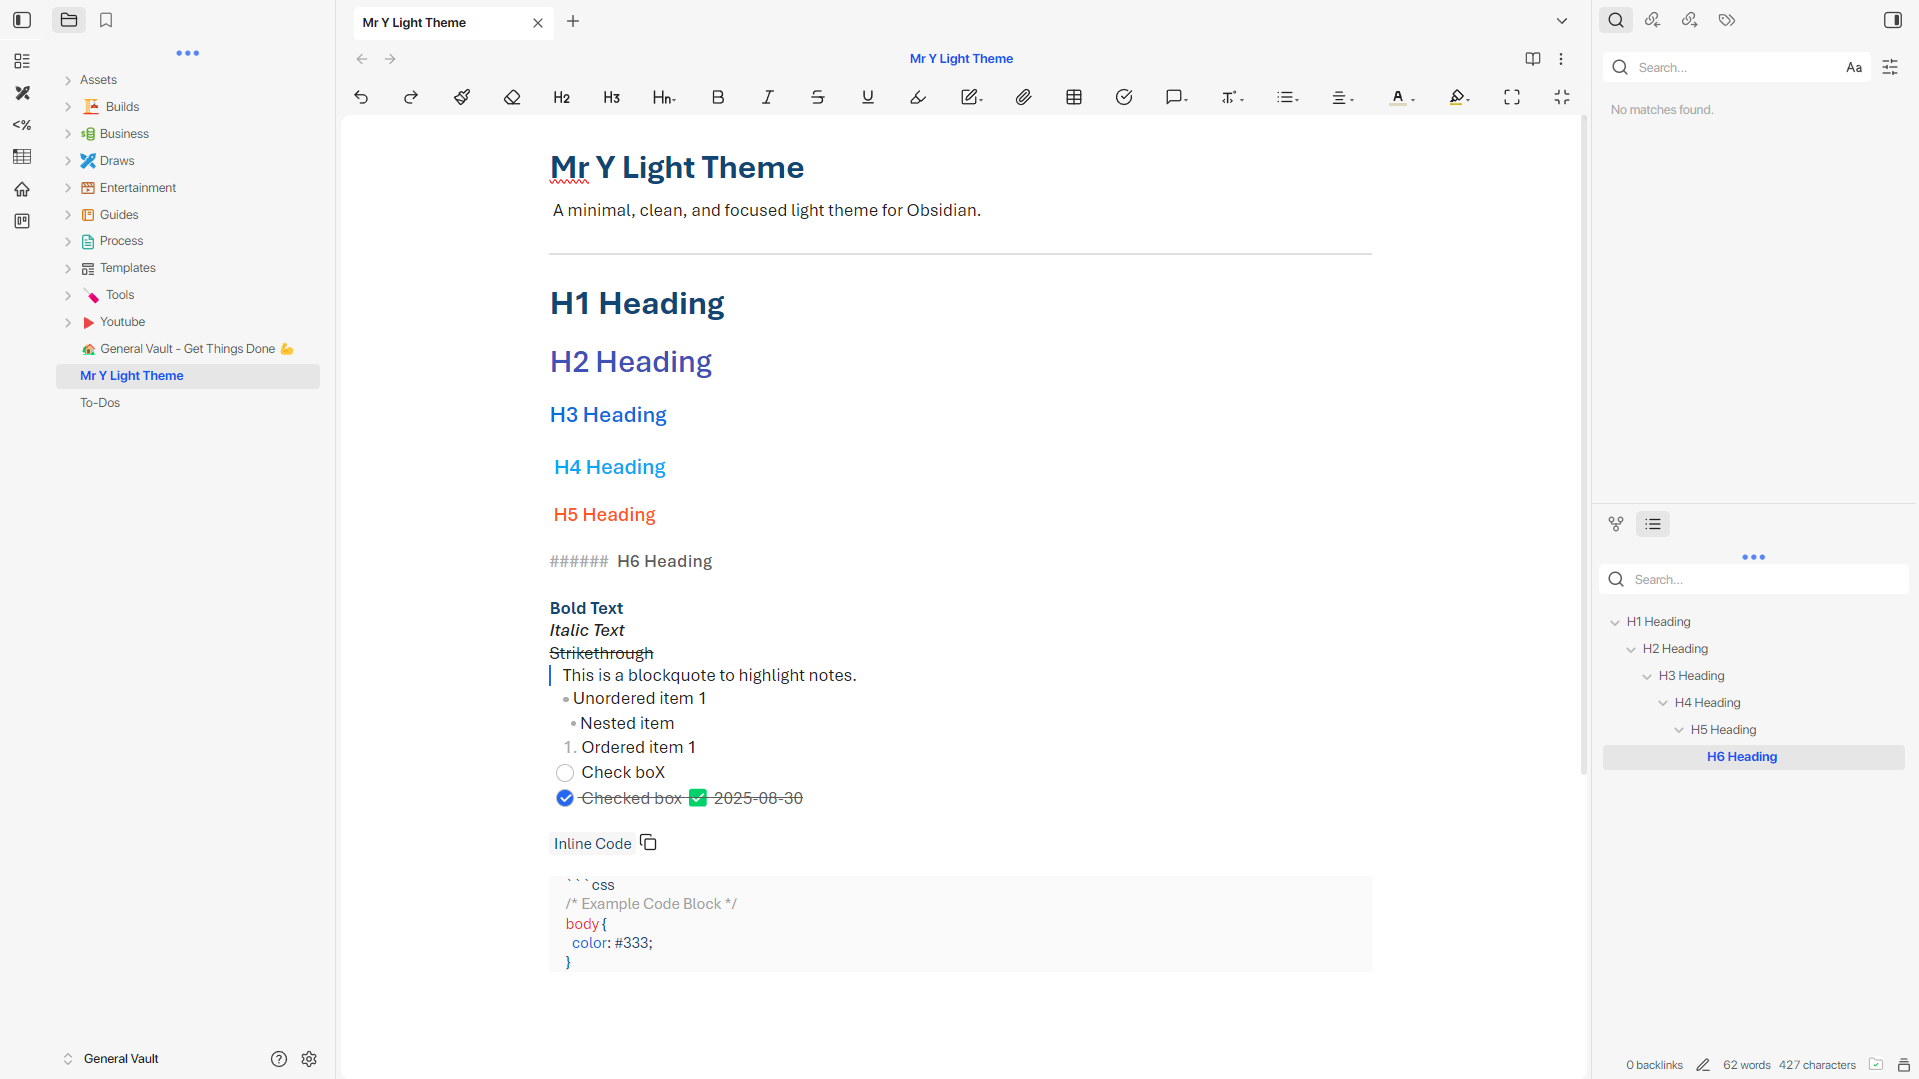 Mr Y Light Theme
Assets
Builds
Business
Draws
Entertainment
Guides
Process
Templates
Tools
Youtube
General Vault - Get Things Done 💪
Mr Y Light Theme
To-Dos
General Vault
<%
Mr Y Light Theme
H2 H3 Hn B I S U A
Mr Y Light Theme
A minimal, clean, and focused light theme for Obsidian.
H1 Heading
H2 Heading
H3 Heading
H4 Heading
H5 Heading
###### H6 Heading
Bold Text
Italic Text
Strikethrough
This is a blockquote to highlight notes.
• Unordered item 1
• Nested item
1. Ordered item 1
Check boX
Checked box ✅ 2025-08-30
Inline Code
```css
/* Example Code Block */
body {
color: #333;
}
Search... Aa
No matches found.
Search...
H1 Heading
H2 Heading
H3 Heading
H4 Heading
H5 Heading
H6 Heading
0 backlinks 62 words 427 characters